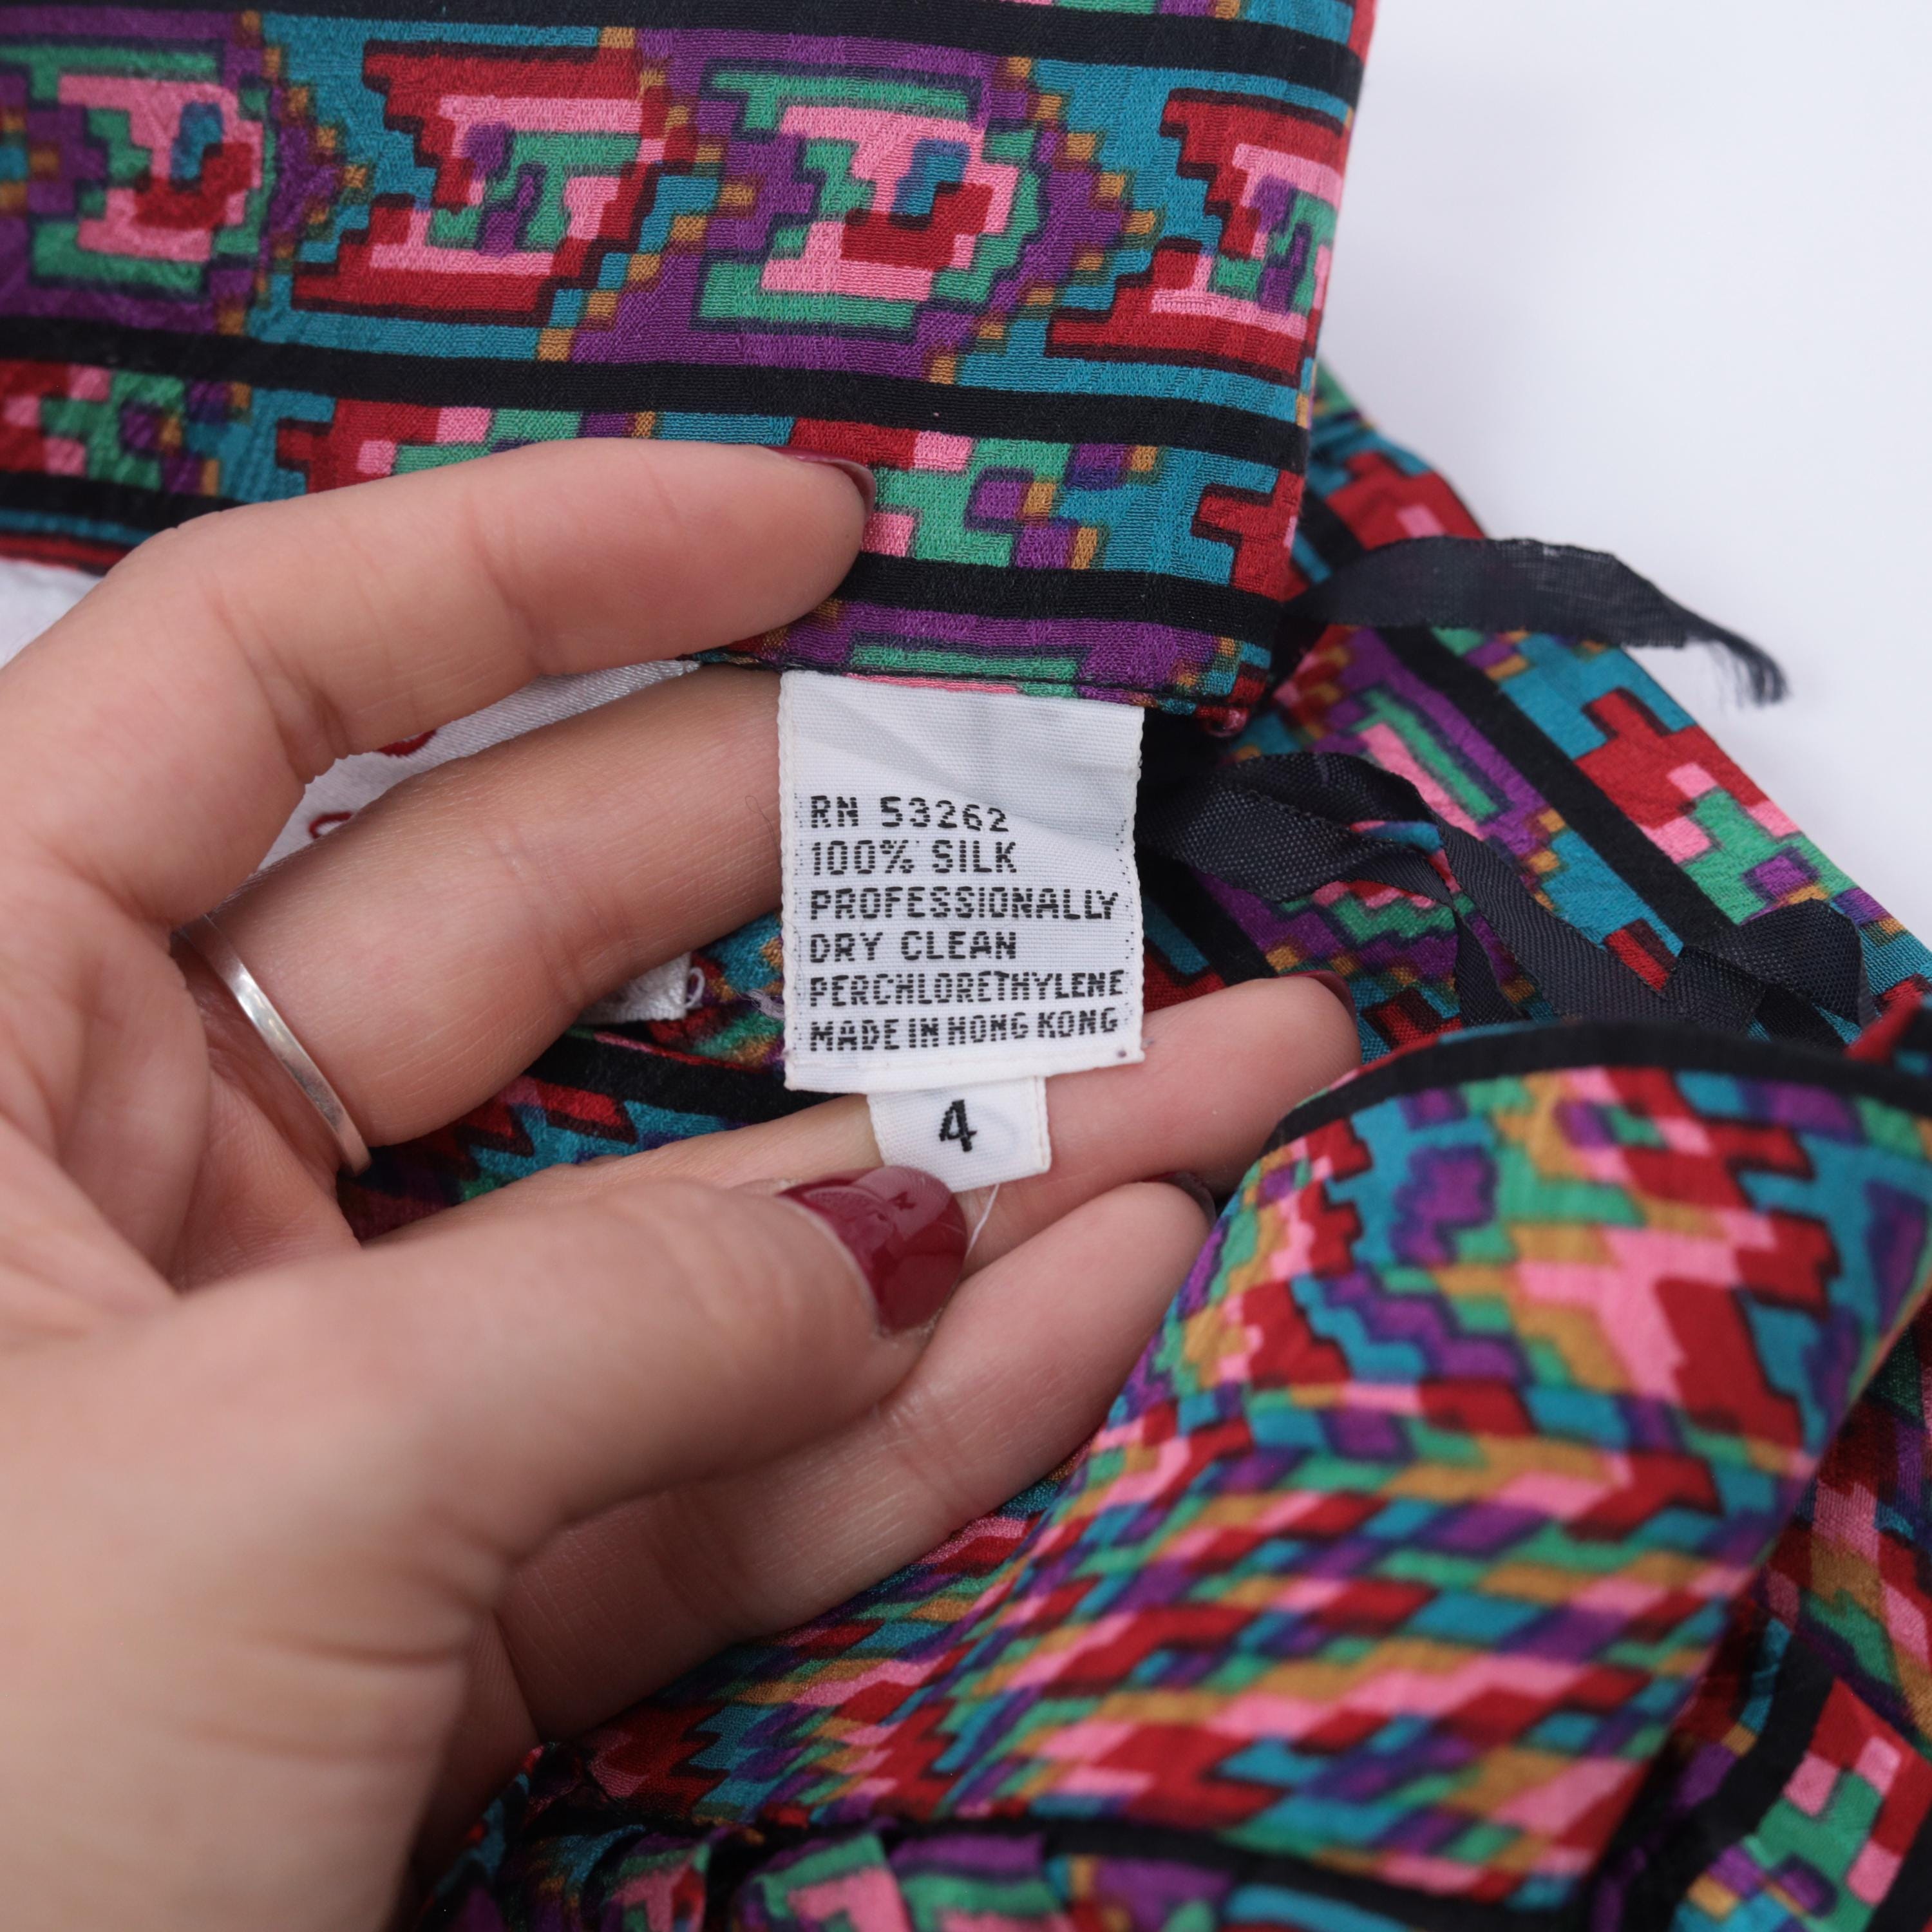 RN 53262
100% SILK
PROFESSIONALLY
DRY CLEAN
PERCHLORETHYLENE
MADE IN HONG KONG
4